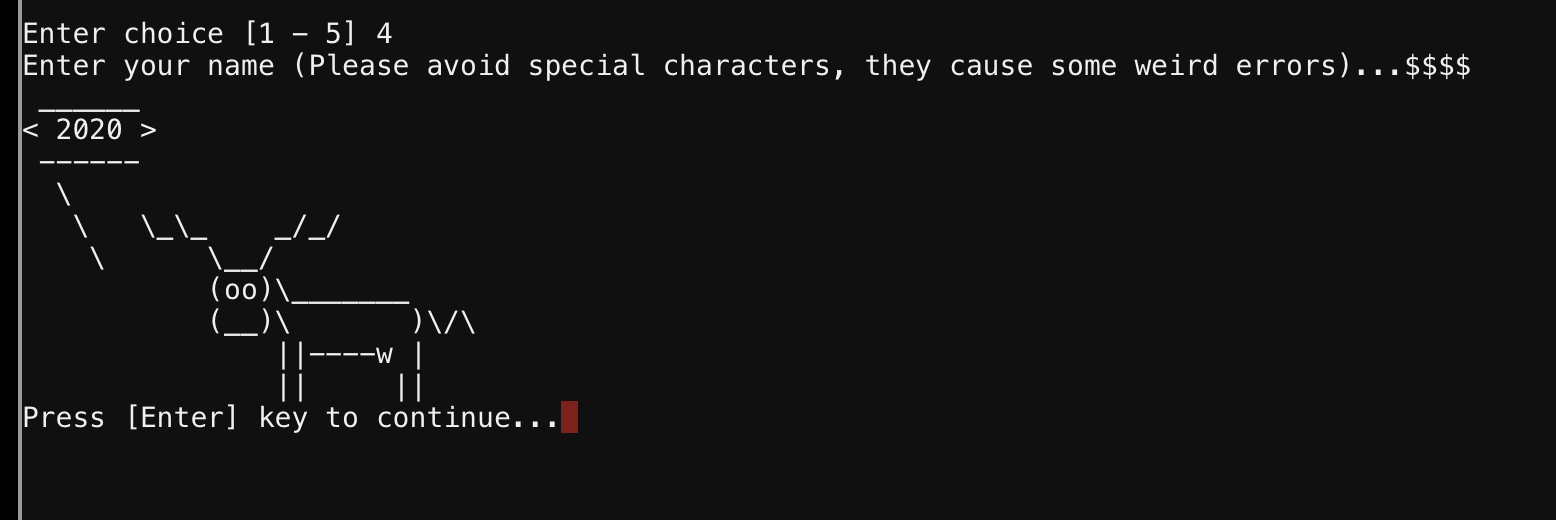 Enter choice [1 - 5] 4
Enter your name (Please avoid special characters, they cause some weird errors)...$$$$
 ______
< 2020 >
 ------
  \
   \   \_\_    _/_/
    \      \__/
           (oo)\_______
           (__)\       )\/\
               ||----w |
               ||     ||
Press [Enter] key to continue...